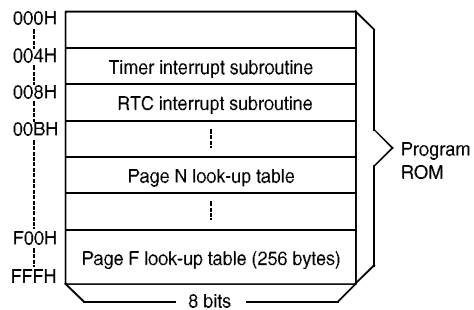 000H
004H
Timer interrupt subroutine
008H
RTC interrupt subroutine
00BH
Page N look-up table
Program
ROM
F00H
Page F look-up table (256 bytes)
FFFH
8 bits